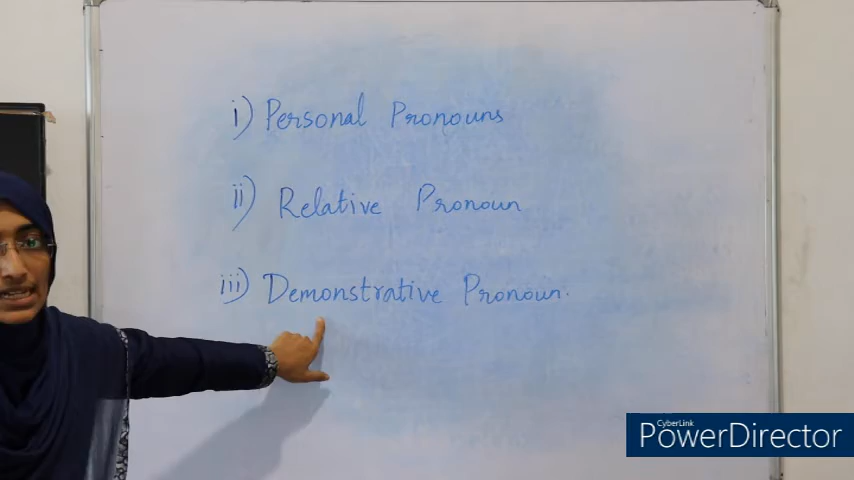 i) Personal Pronouns
ii) Relative Pronoun
iii) Demonstrative Pronoun.
CyberLink
PowerDirector